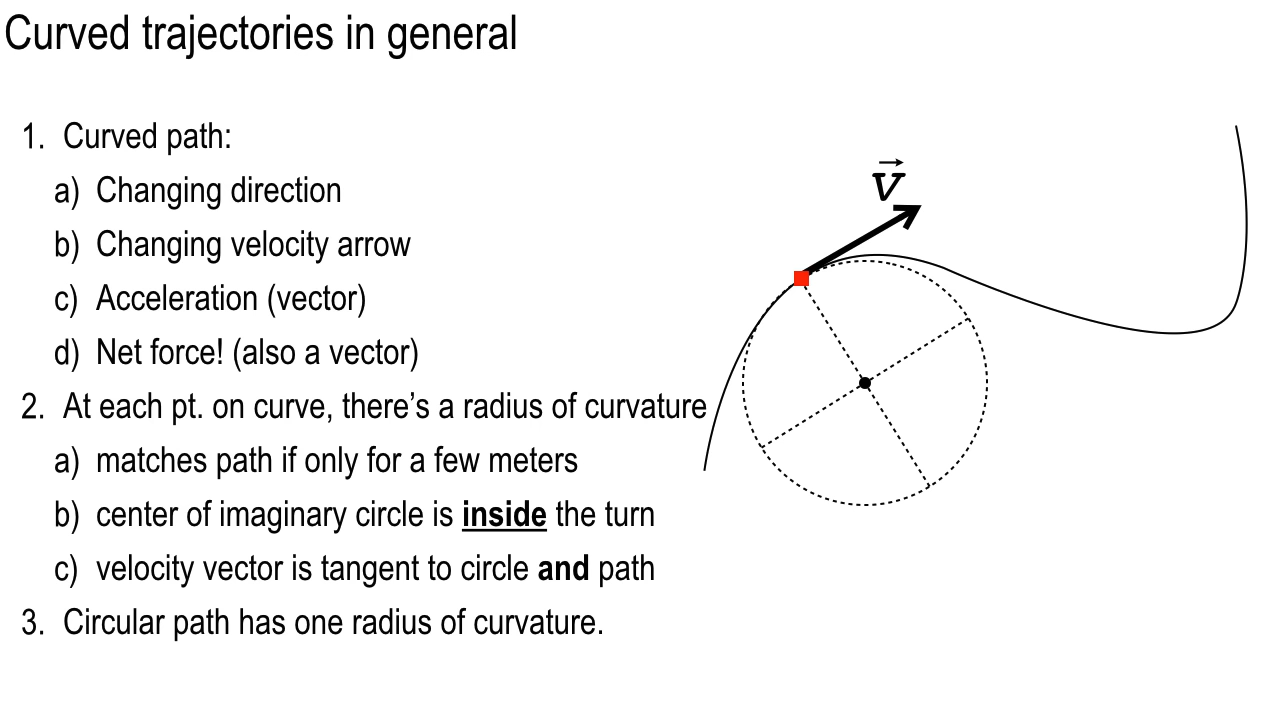 Curved trajectories in general
1. Curved path:
a) Changing direction
b) Changing velocity arrow
c) Acceleration (vector)
d) Net force! (also a vector)
2. At each pt. on curve, there’s a radius of curvature
a) matches path if only for a few meters
b) center of imaginary circle is inside the turn
c) velocity vector is tangent to circle and path
3. Circular path has one radius of curvature.
v⃗